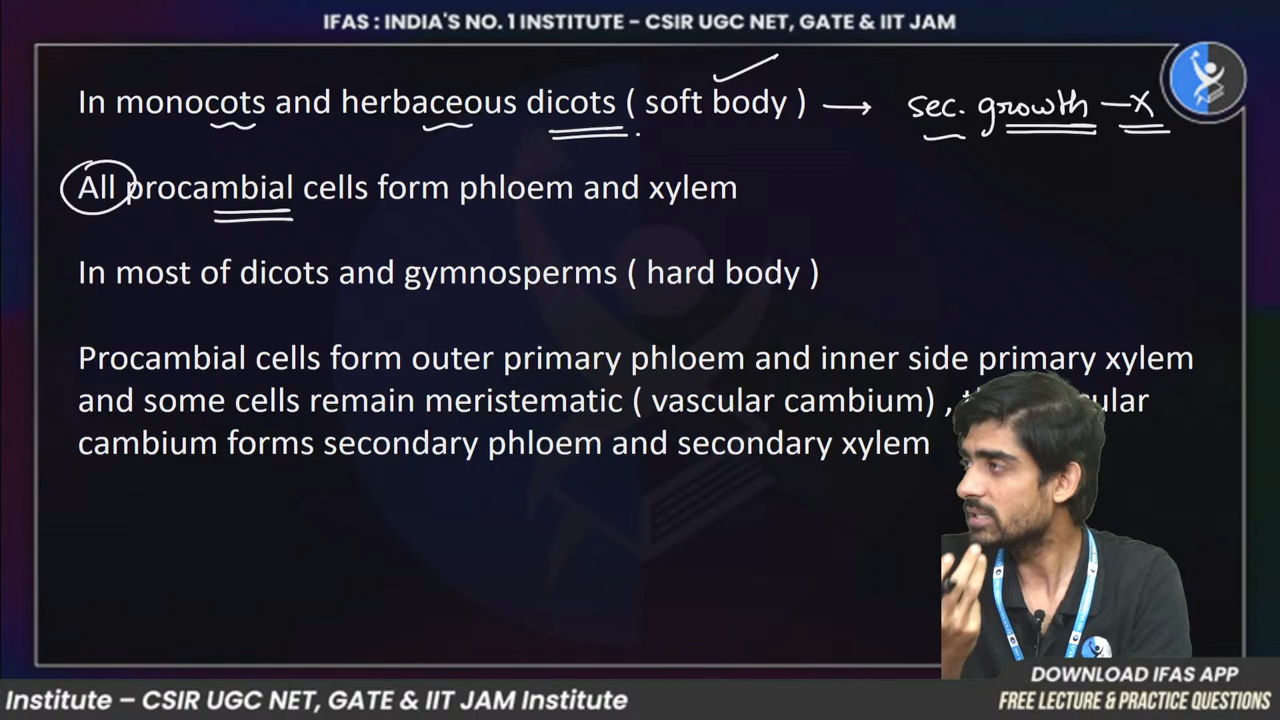 IFAS : INDIA'S NO. 1 INSTITUTE – CSIR UGC NET, GATE & IIT JAM
In monocots and herbaceous dicots ( soft body ) → sec. growth – X
All procambial cells form phloem and xylem
In most of dicots and gymnosperms ( hard body )
Procambial cells form outer primary phloem and inner side primary xylem
and some cells remain meristematic ( vascular cambium) ,
cambium forms secondary phloem and secondary xylem
DOWNLOAD IFAS APP
Institute – CSIR UGC NET, GATE & IIT JAM Institute
FREE LECTURE & PRACTICE QUESTIONS